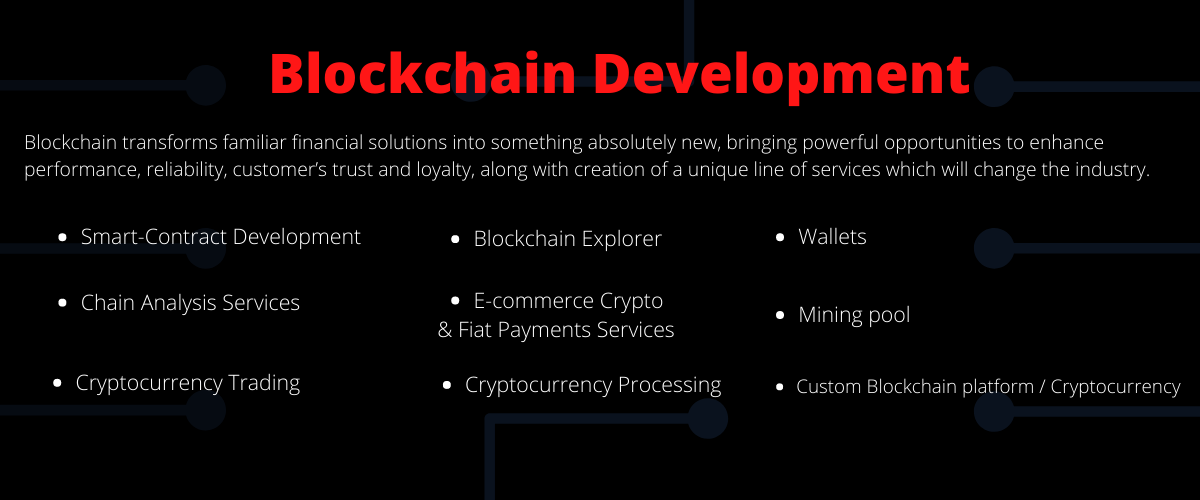 Blockchain Development
Blockchain transforms familiar financial solutions into something absolutely new, bringing powerful opportunities to enhance
performance, reliability, customer’s trust and loyalty, along with creation of a unique line of services which will change the industry.
• Smart-Contract Development
• Chain Analysis Services
• Cryptocurrency Trading
• Blockchain Explorer
• E-commerce Crypto
& Fiat Payments Services
• Cryptocurrency Processing
• Wallets
• Mining pool
• Custom Blockchain platform / Cryptocurrency